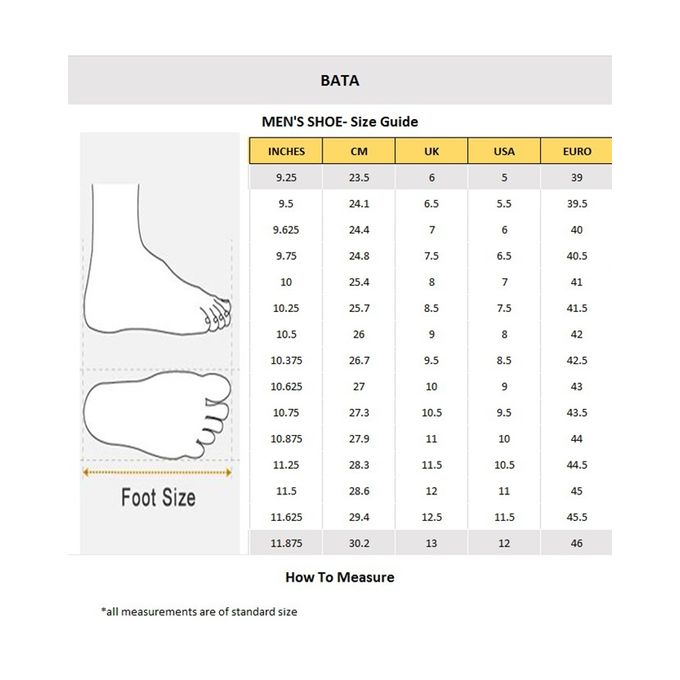 BATA
MEN'S SHOE- Size Guide
INCHES CM UK USA EURO
9.25 23.5 6 5 39
9.5 24.1 6.5 5.5 39.5
9.625 24.4 7 6 40
9.75 24.8 7.5 6.5 40.5
10 25.4 8 7 41
10.25 25.7 8.5 7.5 41.5
10.5 26 9 8 42
10.375 26.7 9.5 8.5 42.5
10.625 27 10 9 43
10.75 27.3 10.5 9.5 43.5
10.875 27.9 11 10 44
11.25 28.3 11.5 10.5 44.5
11.5 28.6 12 11 45
11.625 29.4 12.5 11.5 45.5
11.875 30.2 13 12 46
Foot Size
How To Measure
*all measurements are of standard size